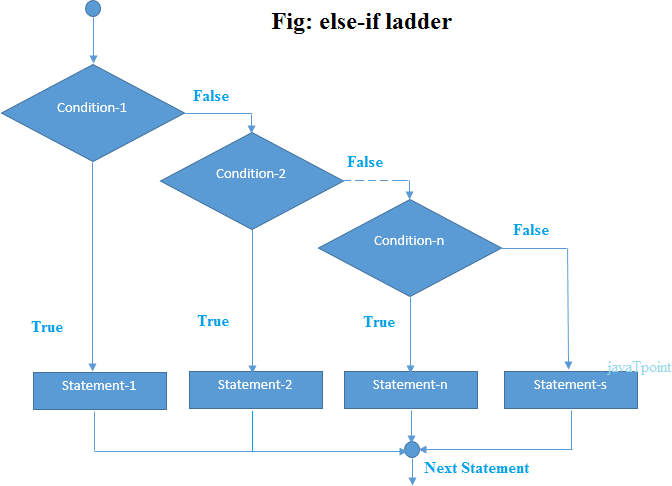 Fig: else-if ladder
Condition-1
False
Condition-2
False
Condition-n
False
True
True
True
javaTpoint
Statement-1
Statement-2
Statement-n
Statement-s
Next Statement